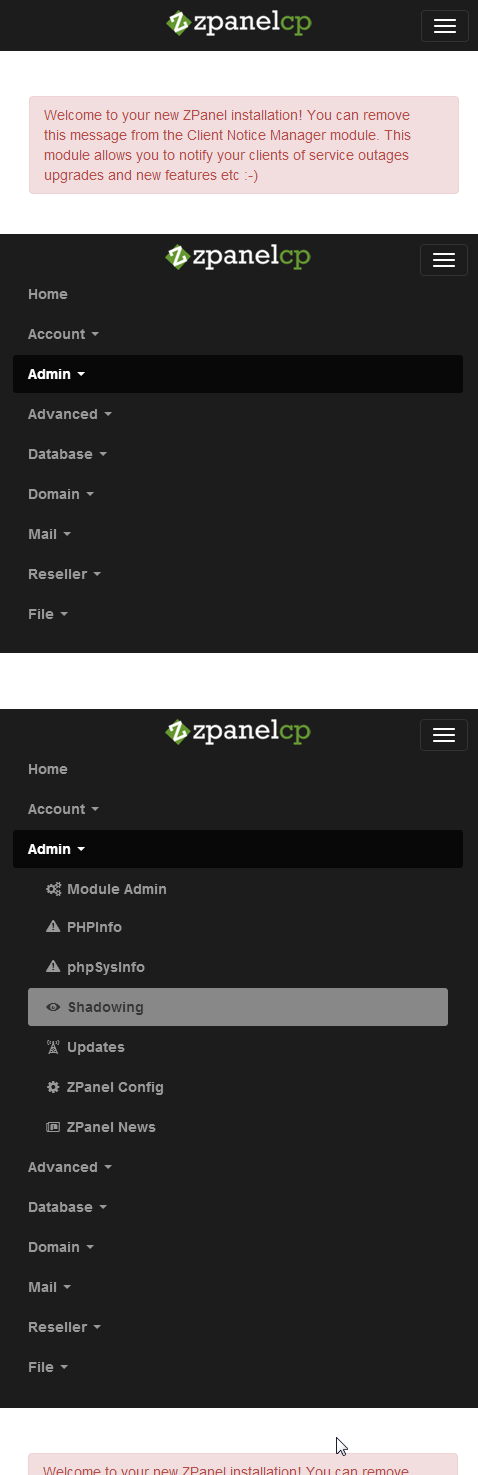 zpanelcp
Welcome to your new ZPanel installation! You can remove
this message from the Client Notice Manager module. This
module allows you to notify your clients of service outages
upgrades and new features etc :-)
zpanelcp
Home
Account
Admin
Advanced
Database
Domain
Mail
Reseller
File
zpanelcp
Home
Account
Admin
Module Admin
PHPInfo
phpSysInfo
Shadowing
Updates
ZPanel Config
ZPanel News
Advanced
Database
Domain
Mail
Reseller
File
Welcome to your new ZPanel installation! You can remove